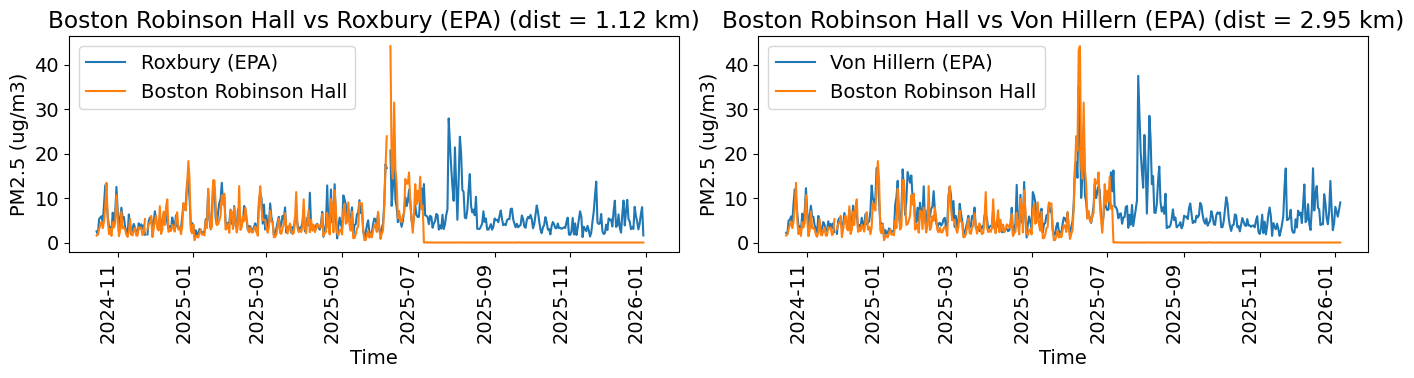 Boston Robinson Hall vs Roxbury (EPA) (dist = 1.12 km)
PM2.5 (ug/m3)
40
30
20
10
0
Roxbury (EPA)
Boston Robinson Hall
2024-11
2025-01
2025-03
2025-05
2025-07
2025-09
2025-11
2026-01
Time
Boston Robinson Hall vs Von Hillern (EPA) (dist = 2.95 km)
PM2.5 (ug/m3)
40
30
20
10
0
Von Hillern (EPA)
Boston Robinson Hall
2024-11
2025-01
2025-03
2025-05
2025-07
2025-09
2025-11
2026-01
Time